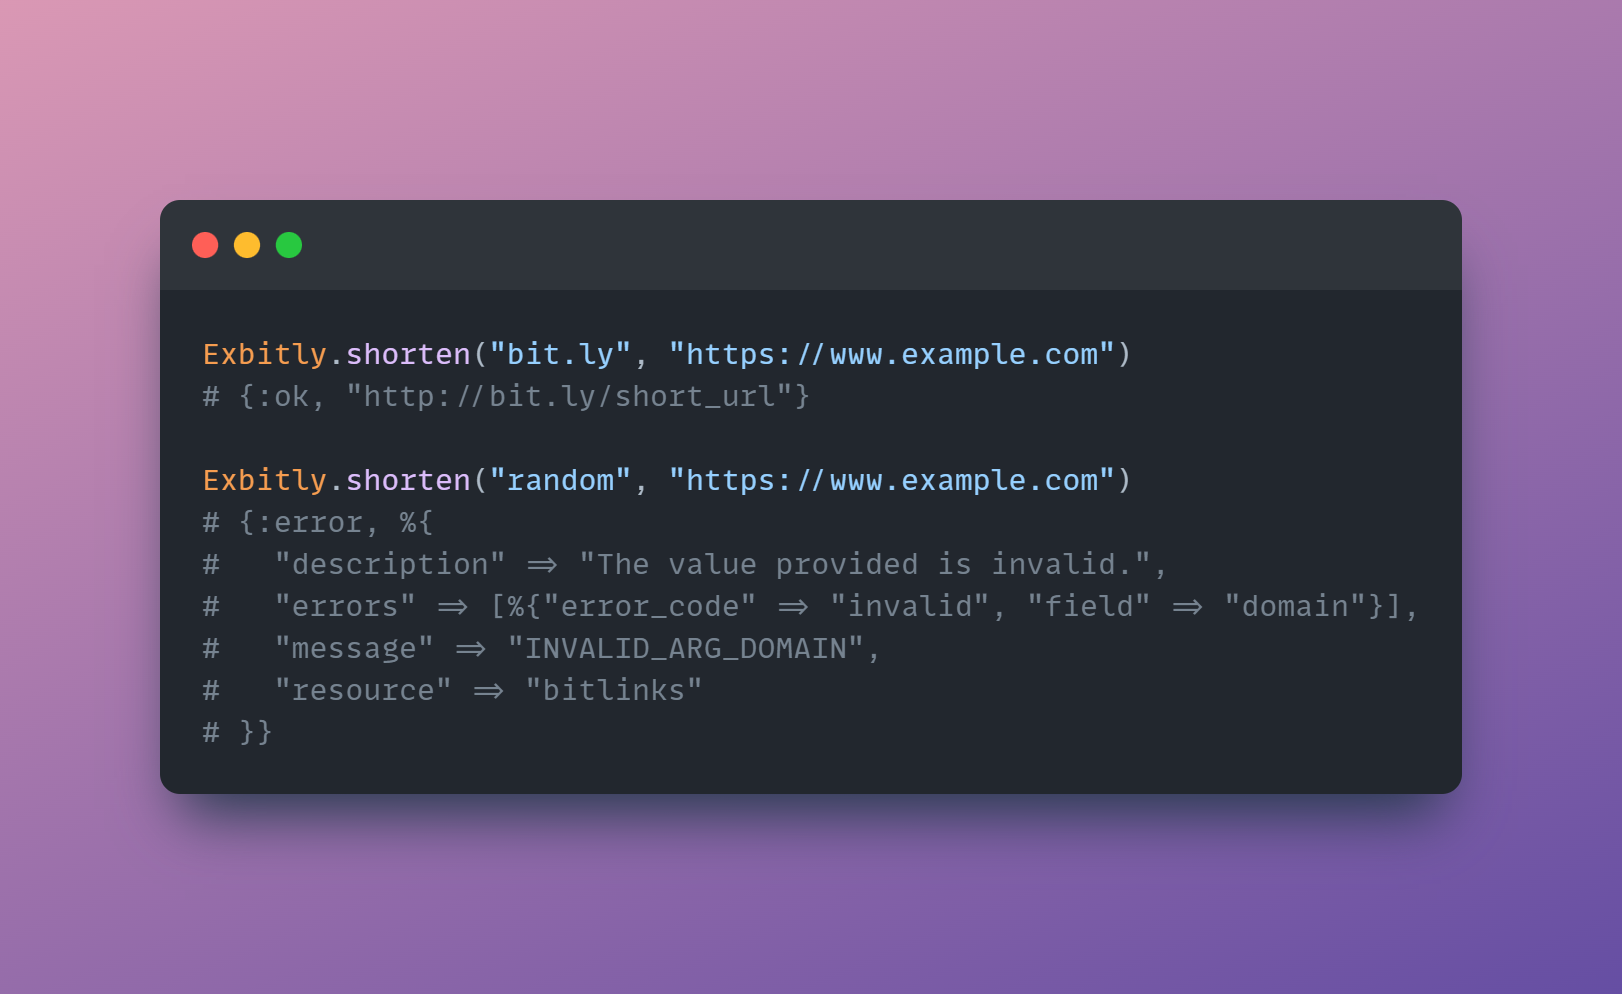 Exbitly.shorten("bit.ly", "https://www.example.com")
# {:ok, "http://bit.ly/short_url"}

Exbitly.shorten("random", "https://www.example.com")
# {:error, %{
#   "description" => "The value provided is invalid.",
#   "errors" => [%{"error_code" => "invalid", "field" => "domain"}],
#   "message" => "INVALID_ARG_DOMAIN",
#   "resource" => "bitlinks"
# }}